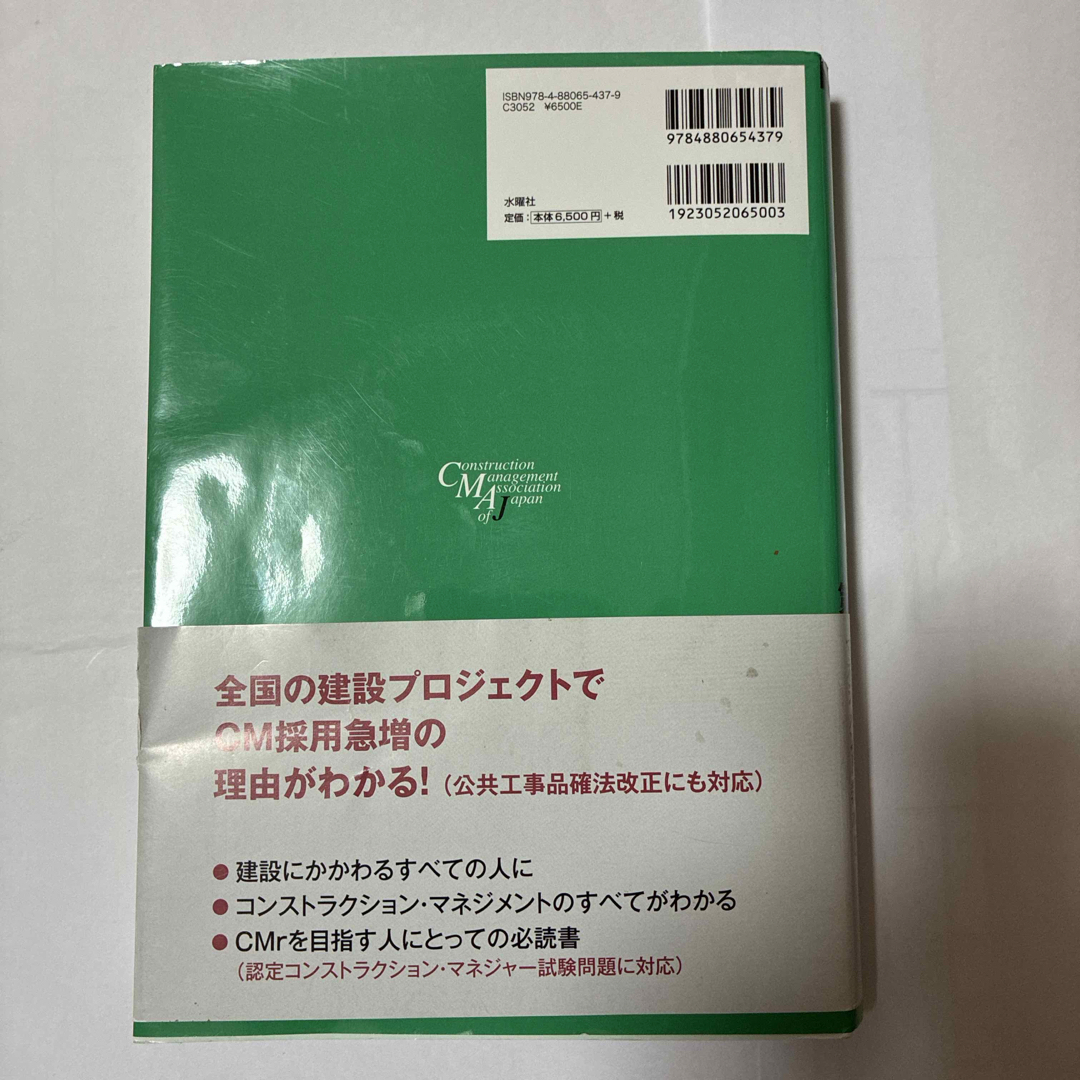 ISBN978-4-88065-437-9
C3052 ¥6500E
9784880654379
1923052065003
水曜社
定価：本体6,500円＋税
Construction
Management
Association
of Japan
全国の建設プロジェクトで
CM採用急増の
理由がわかる！（公共工事品確法改正にも対応）
●建設にかかわるすべての人に
●コンストラクション・マネジメントのすべてがわかる
●CMrを目指す人にとっての必読書
（認定コンストラクション・マネジャー試験問題に対応）